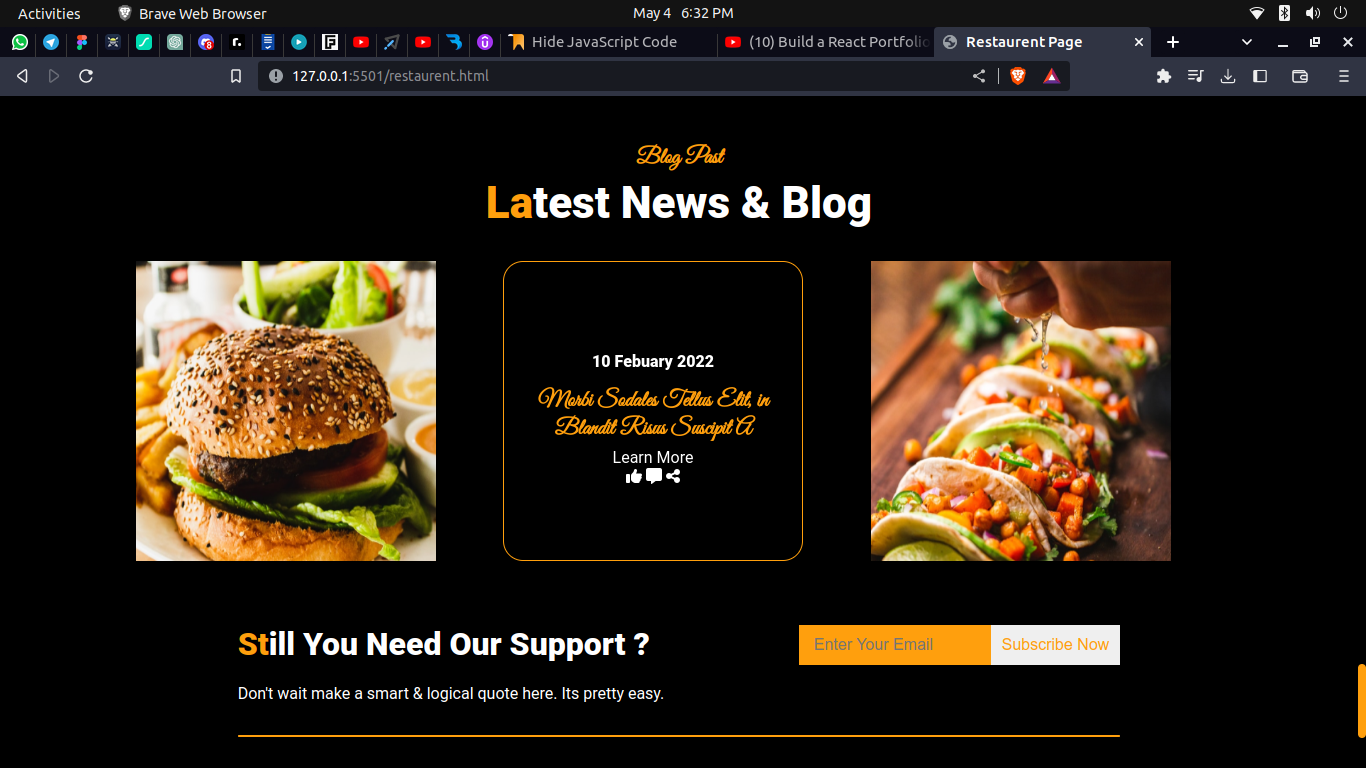 Activities
Brave Web Browser
May 4 6:32 PM
Hide JavaScript Code
(10) Build a React Portfolio
Restaurent Page
127.0.0.1:5501/restaurent.html
Blog Past
Latest News & Blog
10 Febuary 2022
Morbi Sodales Tellus Elit, in
Blandit Risus Suscipit A
Learn More
Still You Need Our Support ?
Enter Your Email
Subscribe Now
Don't wait make a smart & logical quote here. Its pretty easy.